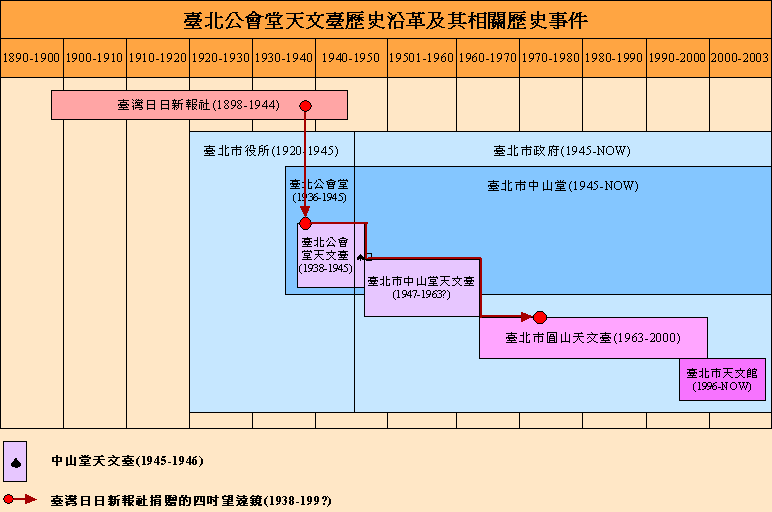 臺北公會堂天文臺歷史沿革及其相關歷史事件
1890-1900 1900-1910 1910-1920 1920-1930 1930-1940 1940-1950 19501-1960 1960-1970 1970-1980 1980-1990 1990-2000 2000-2003
臺灣日日新報社(1898-1944)
臺北市役所(1920-1945)
臺北市政府(1945-NOW)
臺北公會堂
(1936-1945)
臺北市中山堂(1945-NOW)
臺北公會
堂天文臺
(1938-1945)
臺北市中山堂天文臺
(1947-1963?)
臺北市圓山天文臺(1963-2000)
臺北市天文館
(1996-NOW)
中山堂天文臺(1945-1946)
臺灣日日新報社捐贈的四吋望遠鏡(1938-199?)